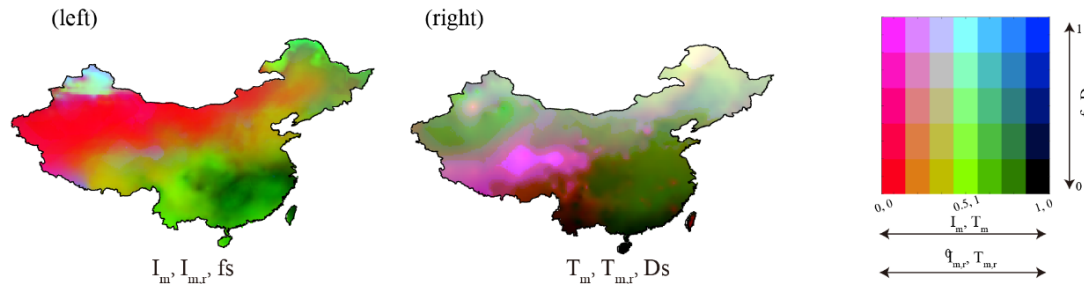 (left)
(right)
I_m, I_m,r, fs
T_m, T_m,r, Ds
1
0
0, 0
0.5, 1
1, 0
I_m, T_m
T_m,r